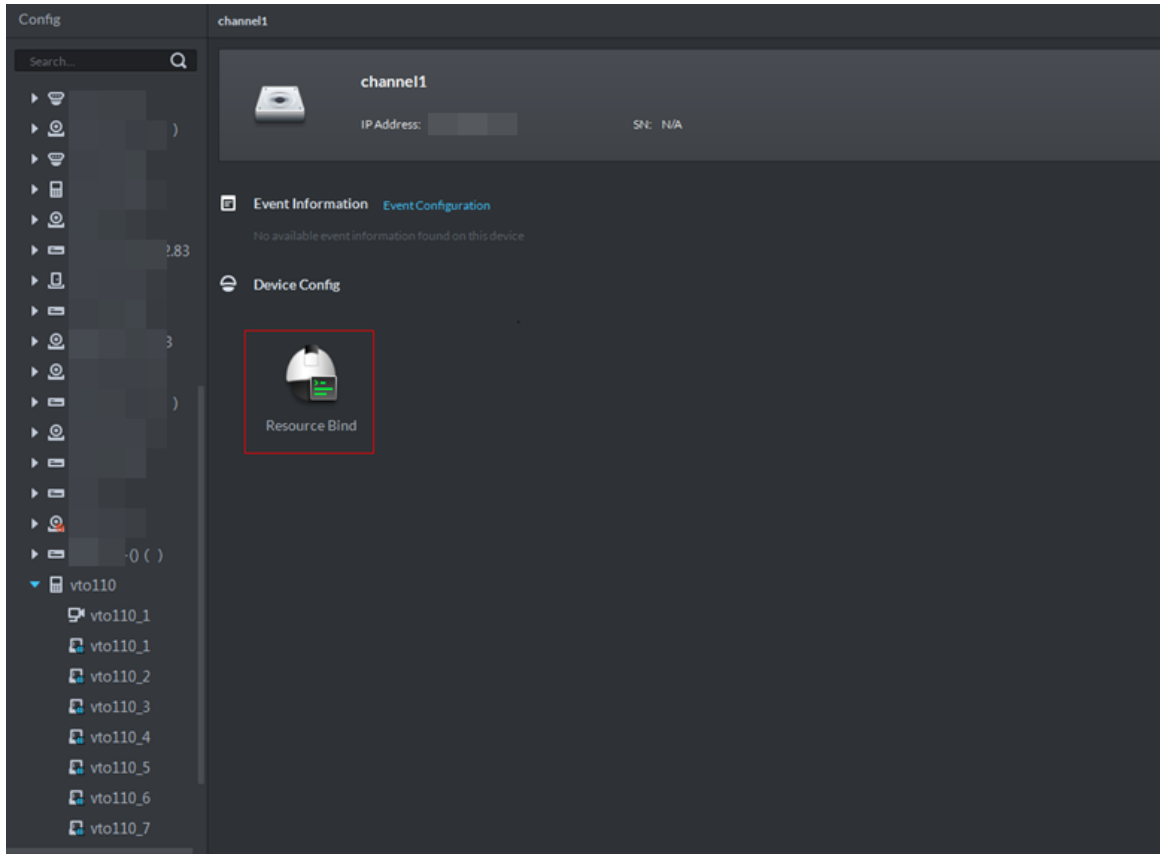 Config
channel1
Search...
channel1
IP Address:
SN: N/A
)
2.83
3
)
-() ( )
vto110
vto110_1
vto110_1
vto110_2
vto110_3
vto110_4
vto110_5
vto110_6
vto110_7
Event Information Event Configuration
No available event information found on this device
Device Config
Resource Bind